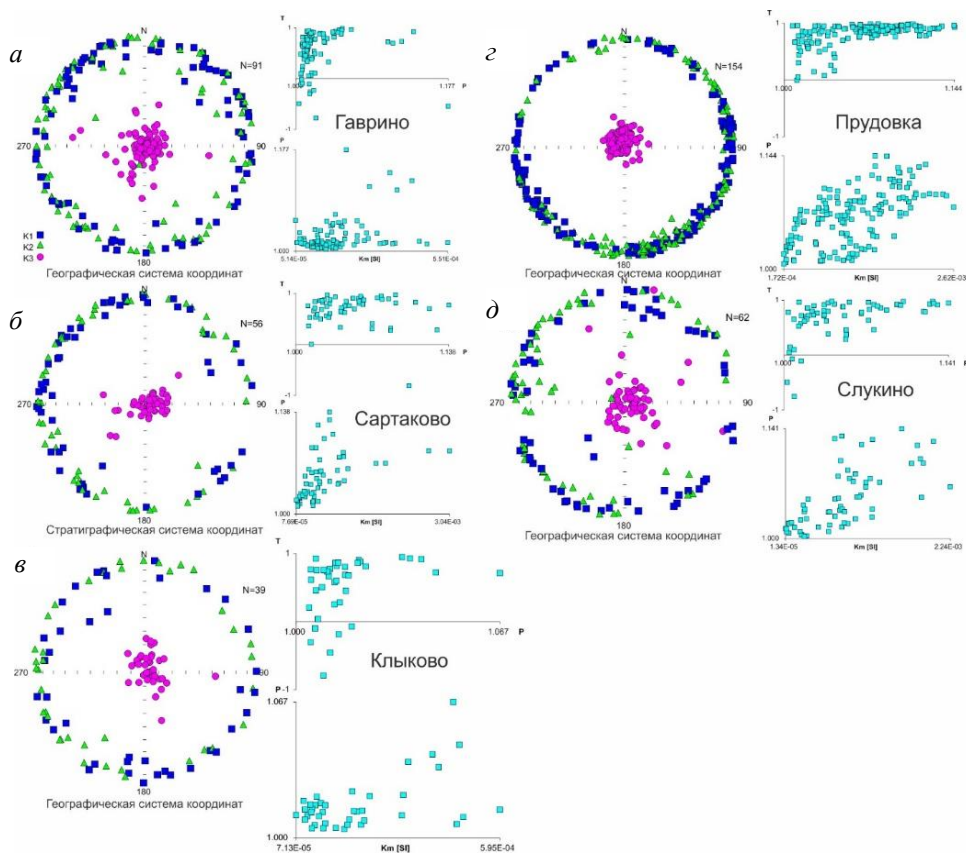 а
N
N=91
270
90
180
K1
K2
K3
Географическая система координат
T
1
1.000
1.177
P
-1
Гаврино
P
1.177
1.000
5.14E-05
Km [SI]
5.51E-04
г
N
N=154
270
90
180
Географическая система координат
T
1
1.000
1.144
P
-1
Прудовка
P
1.144
1.000
1.72E-04
Km [SI]
2.62E-03
б
N
N=56
270
90
180
Стратиграфическая система координат
T
1
1.000
1.136
P
-1
Сартаково
P
1.138
1.000
7.69E-05
Km [SI]
3.04E-03
д
N=62
270
90
180
Географическая система координат
T
1
1.000
1.141
P
-1
Слукино
P
1.141
1.000
1.34E-05
Km [SI]
2.24E-03
в
N
N=39
270
90
180
Географическая система координат
T
1
1.000
1.067
P
-1
Клыково
P
1.067
1.000
7.13E-05
Km [SI]
5.95E-04